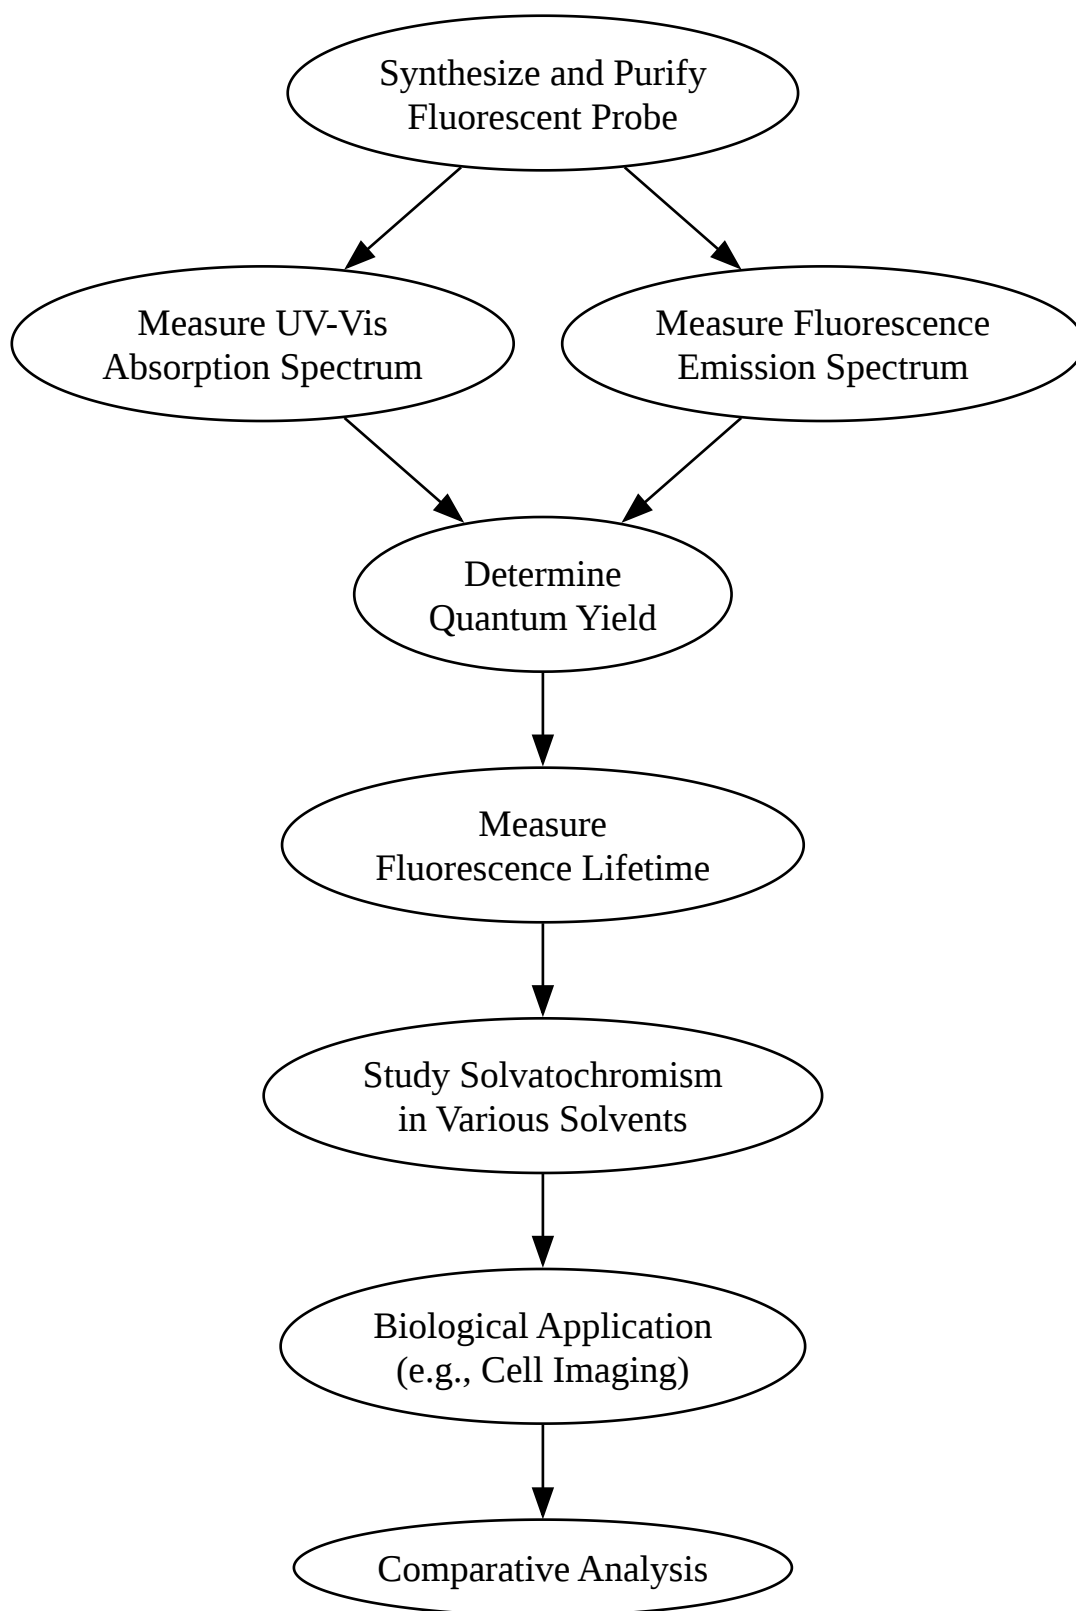 Synthesize and Purify
Fluorescent Probe
Measure UV-Vis
Absorption Spectrum
Measure Fluorescence
Emission Spectrum
Determine
Quantum Yield
Measure
Fluorescence Lifetime
Study Solvatochromism
in Various Solvents
Biological Application
(e.g., Cell Imaging)
Comparative Analysis